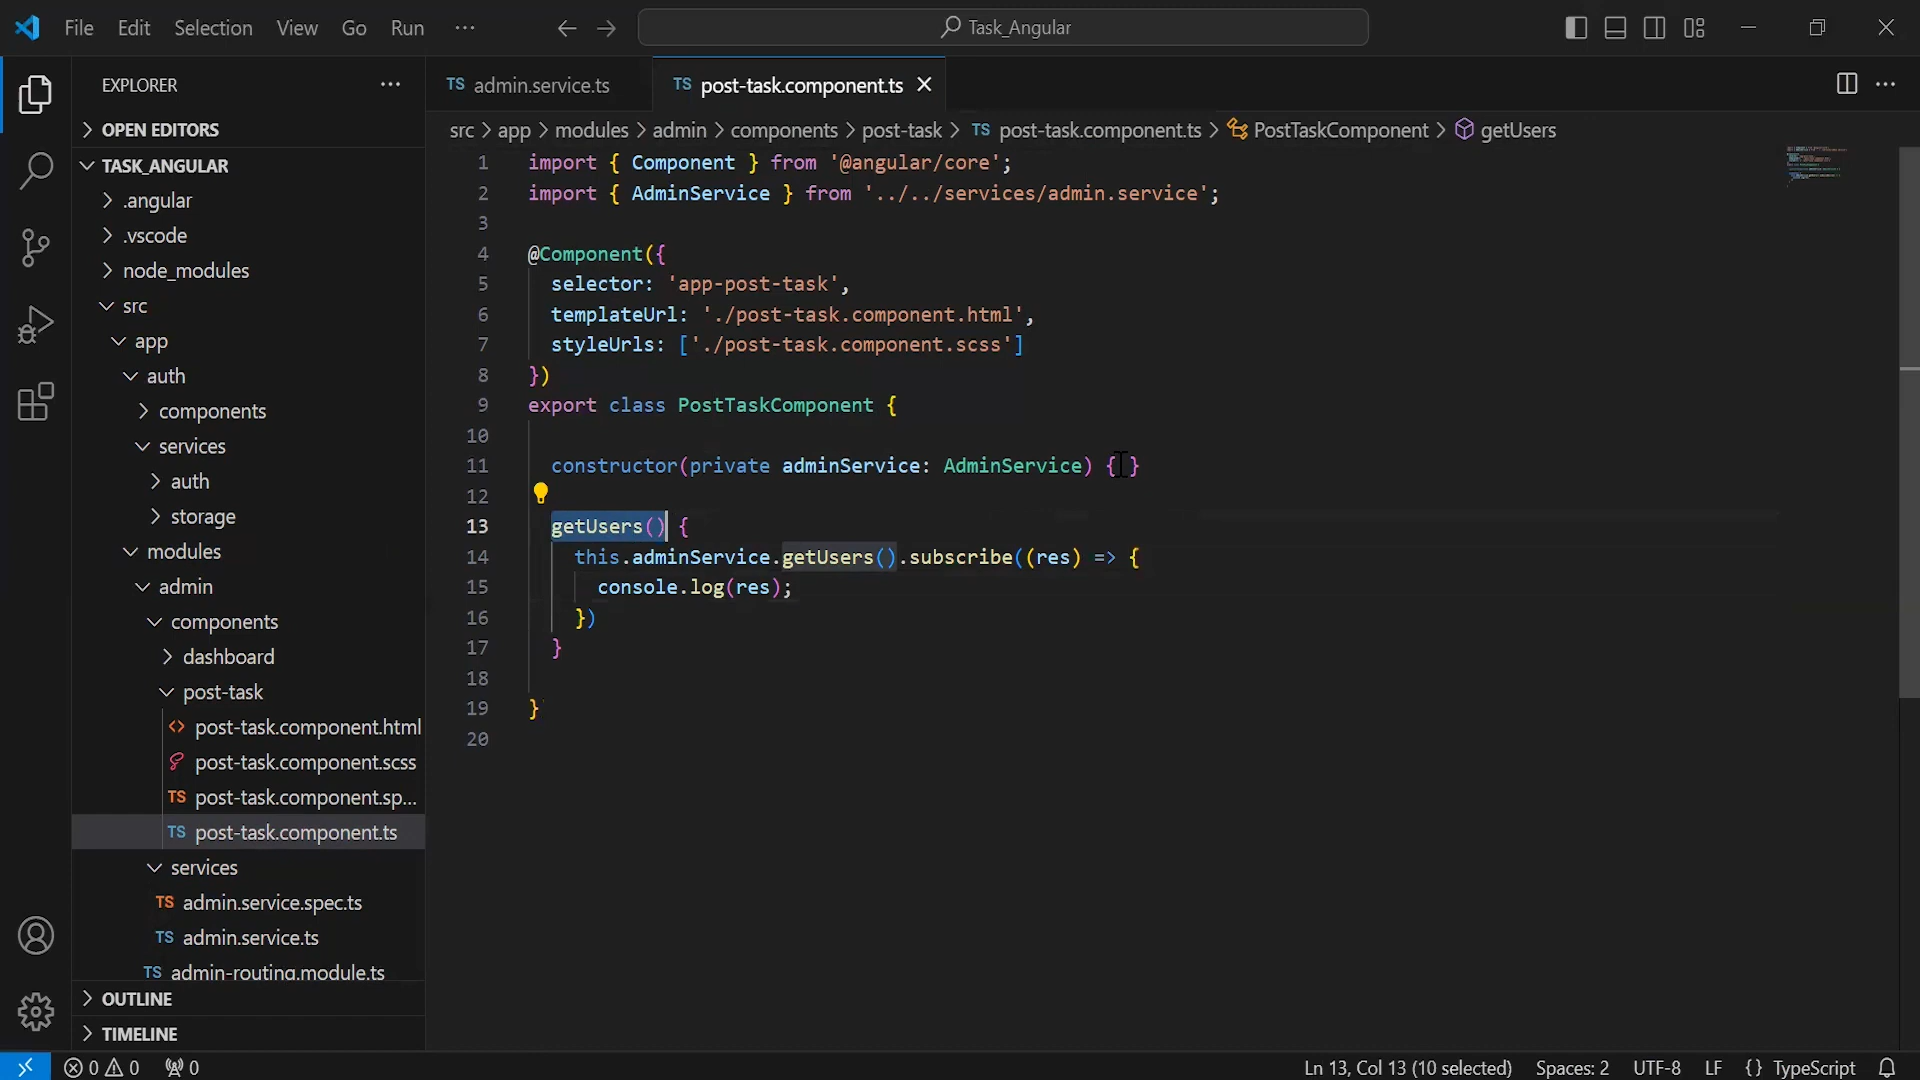 File Edit Selection View Go Run ··· Task_Angular
EXPLORER
OPEN EDITORS
TASK_ANGULAR
.angular
.vscode
node_modules
src
app
auth
components
services
auth
storage
modules
admin
components
dashboard
post-task
post-task.component.html
post-task.component.scss
TS post-task.component.sp...
TS post-task.component.ts
services
TS admin.service.spec.ts
TS admin.service.ts
TS admin-routing.module.ts
OUTLINE
TIMELINE
TS admin.service.ts TS post-task.component.ts
src > app > modules > admin > components > post-task > TS post-task.component.ts > PostTaskComponent > getUsers
1 import { Component } from '@angular/core';
2 import { AdminService } from '../../services/admin.service';
3
4 @Component({
5 selector: 'app-post-task',
6 templateUrl: './post-task.component.html',
7 styleUrls: ['./post-task.component.scss']
8 })
9 export class PostTaskComponent {
10
11 constructor(private adminService: AdminService) { }
12
13 getUsers() {
14 this.adminService.getUsers().subscribe((res) => {
15 console.log(res);
16 })
17 }
18
19 }
20
0 0 0 Ln 13, Col 13 (10 selected) Spaces: 2 UTF-8 LF {} TypeScript